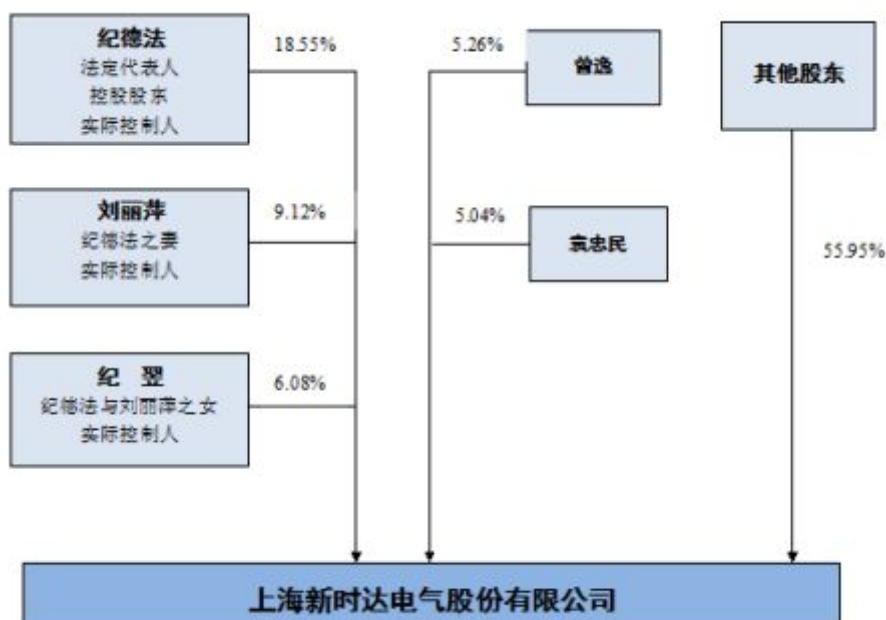 纪德法
法定代表人
控股股东
实际控制人
18.55%
刘丽萍
纪德法之妻
实际控制人
9.12%
纪 翌
纪德法与刘丽萍之女
实际控制人
6.08%
5.26%
曾逸
5.04%
袁忠民
其他股东
55.95%
上海新时达电气股份有限公司